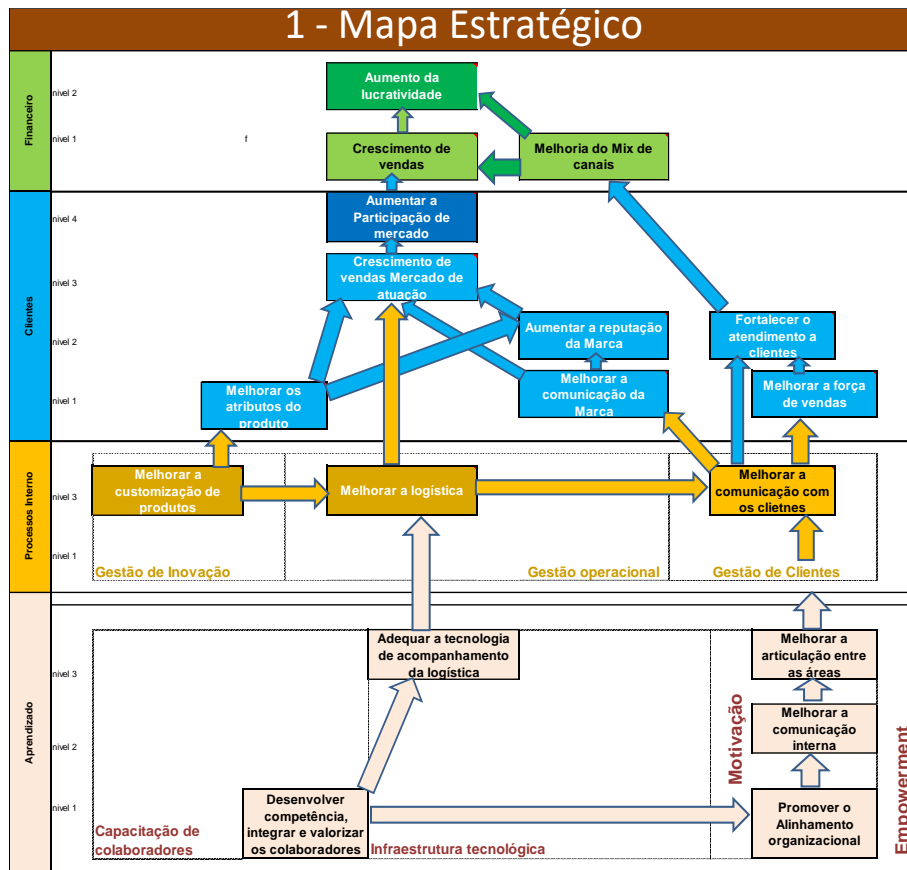 1 - Mapa Estratégico
Financeiro
nivel 2
Aumento da
lucratividade
nivel 1
f
Crescimento de
vendas
Melhoria do Mix de
canais
Clientes
nivel 4
Aumentar a
Participação de
mercado
nivel 3
Crescimento de
vendas Mercado de
atuação
nivel 2
Aumentar a reputação
da Marca
Fortalecer o
atendimento a
clientes
nivel 1
Melhorar os
atributos do
produto
Melhorar a
comunicação da
Marca
Melhorar a força
de vendas
Processos Interno
nivel 3
Melhorar a
customização de
produtos
Melhorar a logística
Melhorar a
comunicação com
os clietnes
nivel 1
Gestão de Inovação
Gestão operacional
Gestão de Clientes
Aprendizado
nivel 3
Adequar a tecnologia
de acompanhamento
da logística
Melhorar a
articulação entre
as áreas
nivel 2
Motivação
Melhorar a
comunicação
interna
Empowerment
nivel 1
Desenvolver
competência,
integrar e valorizar
os colaboradores
Promover o
Alinhamento
organizacional
Capacitação de
colaboradores
Infraestrutura tecnológica